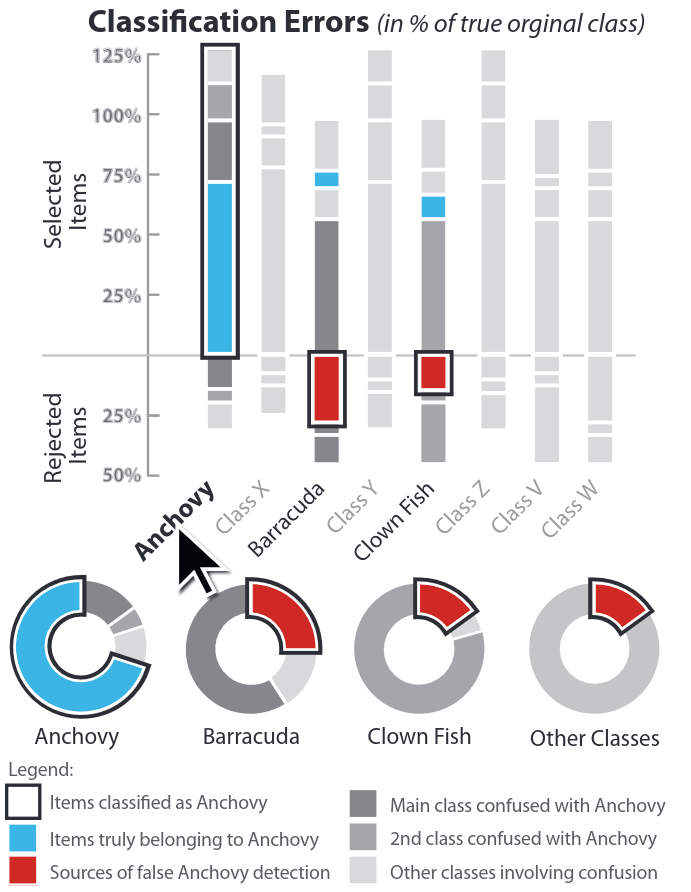 Classification Errors (in % of true orginal class)
125%
100%
75%
50%
25%
25%
50%
Selected
Items
Rejected
Items
Anchovy
Class X
Barracuda
Class Y
Clown Fish
Class Z
Class V
Class W
Anchovy
Barracuda
Clown Fish
Other Classes
Legend:
Items classified as Anchovy
Items truly belonging to Anchovy
Sources of false Anchovy detection
Main class confused with Anchovy
2nd class confused with Anchovy
Other classes involving confusion